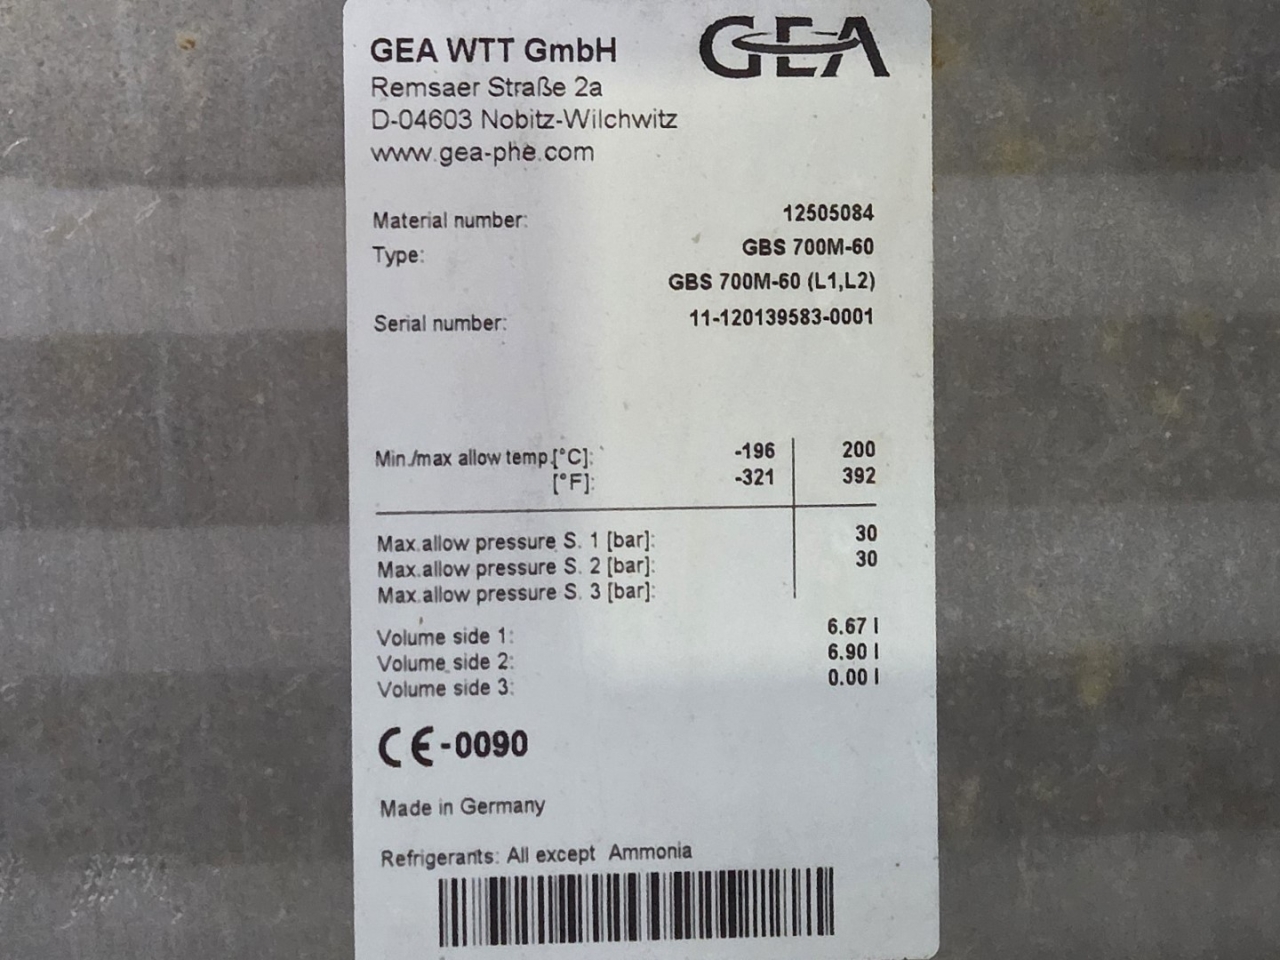 GEA WTT GmbH
GEA
Remsaer Straße 2a
D-04603 Nobitz-Wilchwitz
www.gea-phe.com
Material number: 12505084
Type: GBS 700M-60
GBS 700M-60 (L1,L2)
Serial number: 11-120139583-0001
Min./max allow temp.[°C]: -196 200
[°F]: -321 392
Max.allow pressure S. 1 [bar]: 30
Max.allow pressure S. 2 [bar]: 30
Max.allow pressure S. 3 [bar]:
Volume side 1: 6.67 l
Volume side 2: 6.90 l
Volume side 3: 0.00 l
CE-0090
Made in Germany
Refrigerants: All except Ammonia